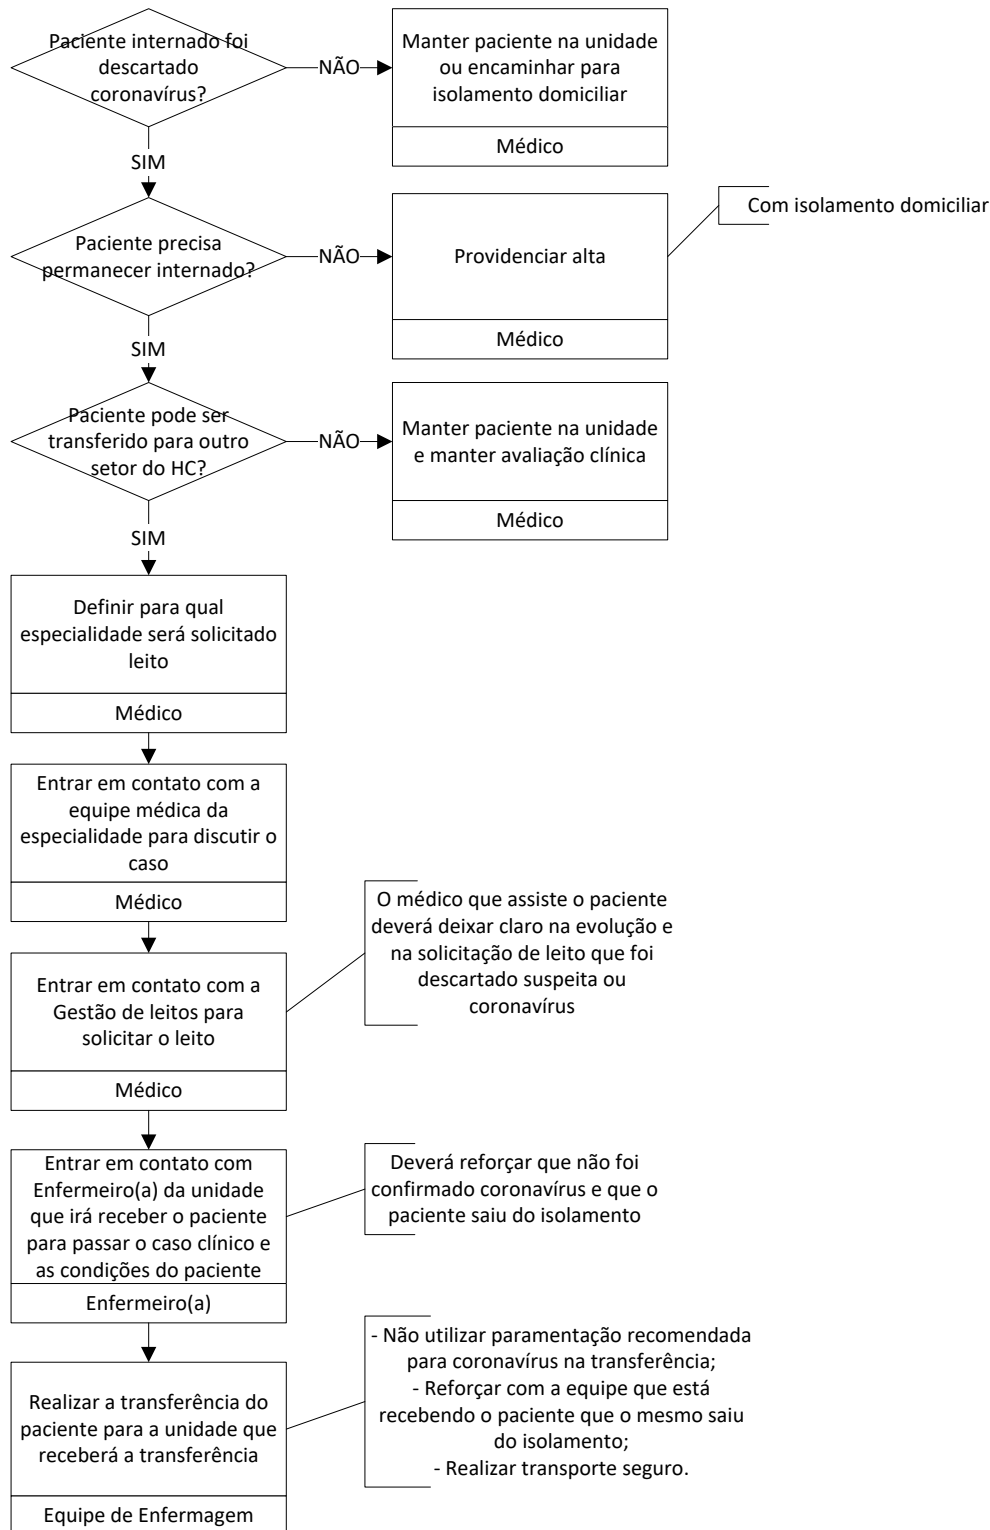 Paciente internado foi
descartado
coronavírus?
NÃO
Manter paciente na unidade
ou encaminhar para
isolamento domiciliar
Médico
SIM
Paciente precisa
permanecer internado?
NÃO
Providenciar alta
Médico
Com isolamento domiciliar
SIM
Paciente pode ser
transferido para outro
setor do HC?
NÃO
Manter paciente na unidade
e manter avaliação clínica
Médico
SIM
Definir para qual
especialidade será solicitado
leito
Médico
Entrar em contato com a
equipe médica da
especialidade para discutir o
caso
Médico
Entrar em contato com a
Gestão de leitos para
solicitar o leito
Médico
O médico que assiste o paciente
deverá deixar claro na evolução e
na solicitação de leito que foi
descartado suspeita ou
coronavírus
Entrar em contato com
Enfermeiro(a) da unidade
que irá receber o paciente
para passar o caso clínico e
as condições do paciente
Enfermeiro(a)
Deverá reforçar que não foi
confirmado coronavírus e que o
paciente saiu do isolamento
Realizar a transferência do
paciente para a unidade que
receberá a transferência
Equipe de Enfermagem
- Não utilizar paramentação recomendada
para coronavírus na transferência;
- Reforçar com a equipe que está
recebendo o paciente que o mesmo saiu
do isolamento;
- Realizar transporte seguro.